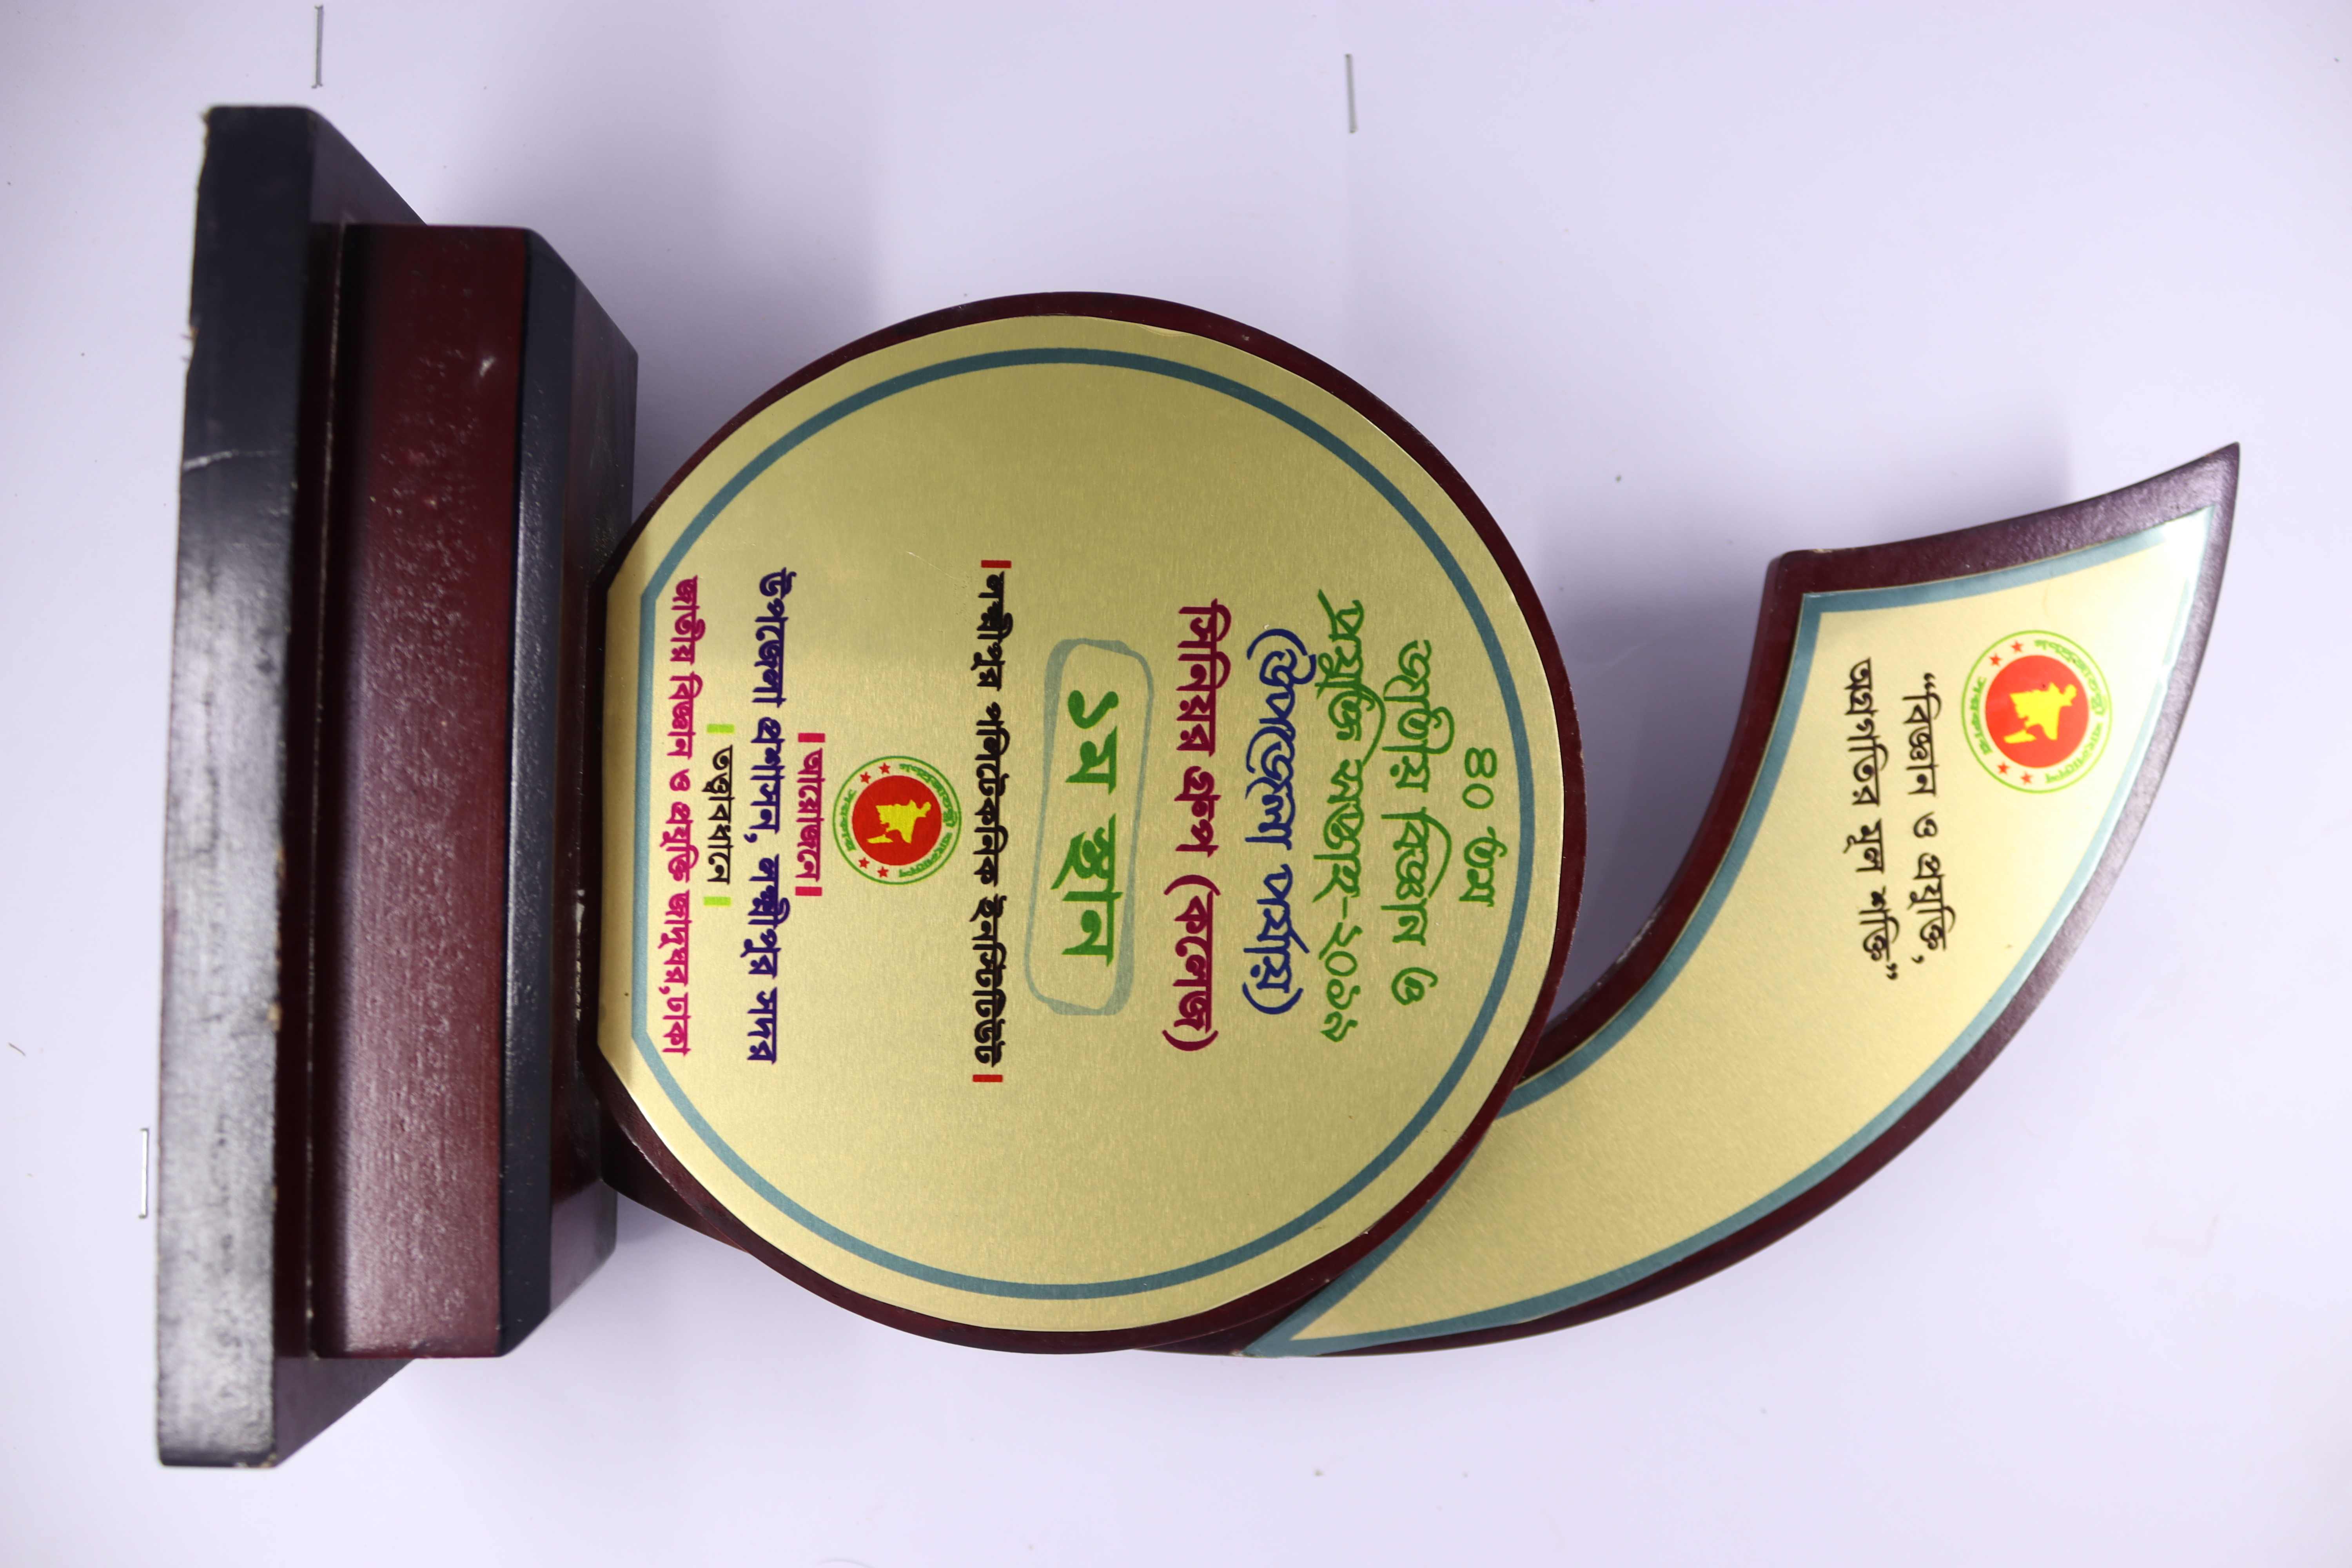 গণপ্রজাতন্ত্রী বাংলাদেশ
সরকার
“বিজ্ঞান ও প্রযুক্তি,
অগ্রগতির মূল শক্তি”
৪০ তম
জাতীয় বিজ্ঞান ও
প্রযুক্তি সপ্তাহ-২০১৯
(উপজেলা পর্যায়)
সিনিয়র গ্রুপ (কলেজ)
১ম স্থান
লক্ষ্মীপুর পলিটেকনিক ইনস্টিটিউট
গণপ্রজাতন্ত্রী বাংলাদেশ
সরকার
আয়োজনে
উপজেলা প্রশাসন, লক্ষ্মীপুর সদর
তত্ত্বাবধানে
জাতীয় বিজ্ঞান ও প্রযুক্তি জাদুঘর,ঢাকা